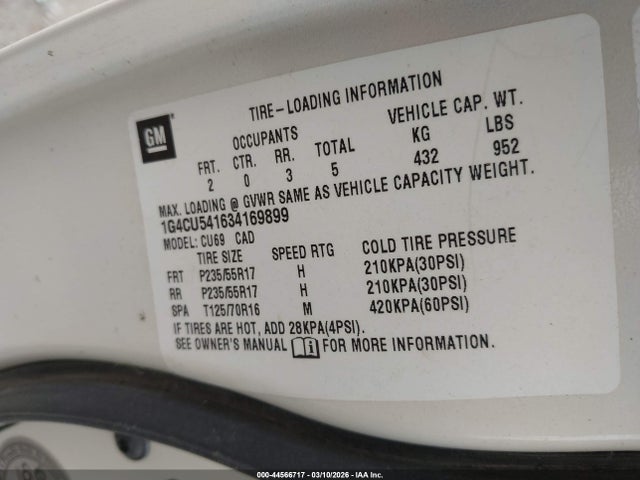 GM
TIRE-LOADING INFORMATION
OCCUPANTS VEHICLE CAP. WT.
FRT. CTR. RR. TOTAL KG LBS
2 0 3 5 432 952
MAX. LOADING @ GVWR SAME AS VEHICLE CAPACITY WEIGHT.
1G4CU541634169899
MODEL: CU69 CAD
TIRE SIZE SPEED RTG COLD TIRE PRESSURE
FRT P235/55R17 H 210KPA(30PSI)
RR P235/55R17 H 210KPA(30PSI)
SPA T125/70R16 M 420KPA(60PSI)
IF TIRES ARE HOT, ADD 28KPA(4PSI).
SEE OWNER'S MANUAL i FOR MORE INFORMATION.
000-44566717 - 03/10/2026 - IAA Inc.